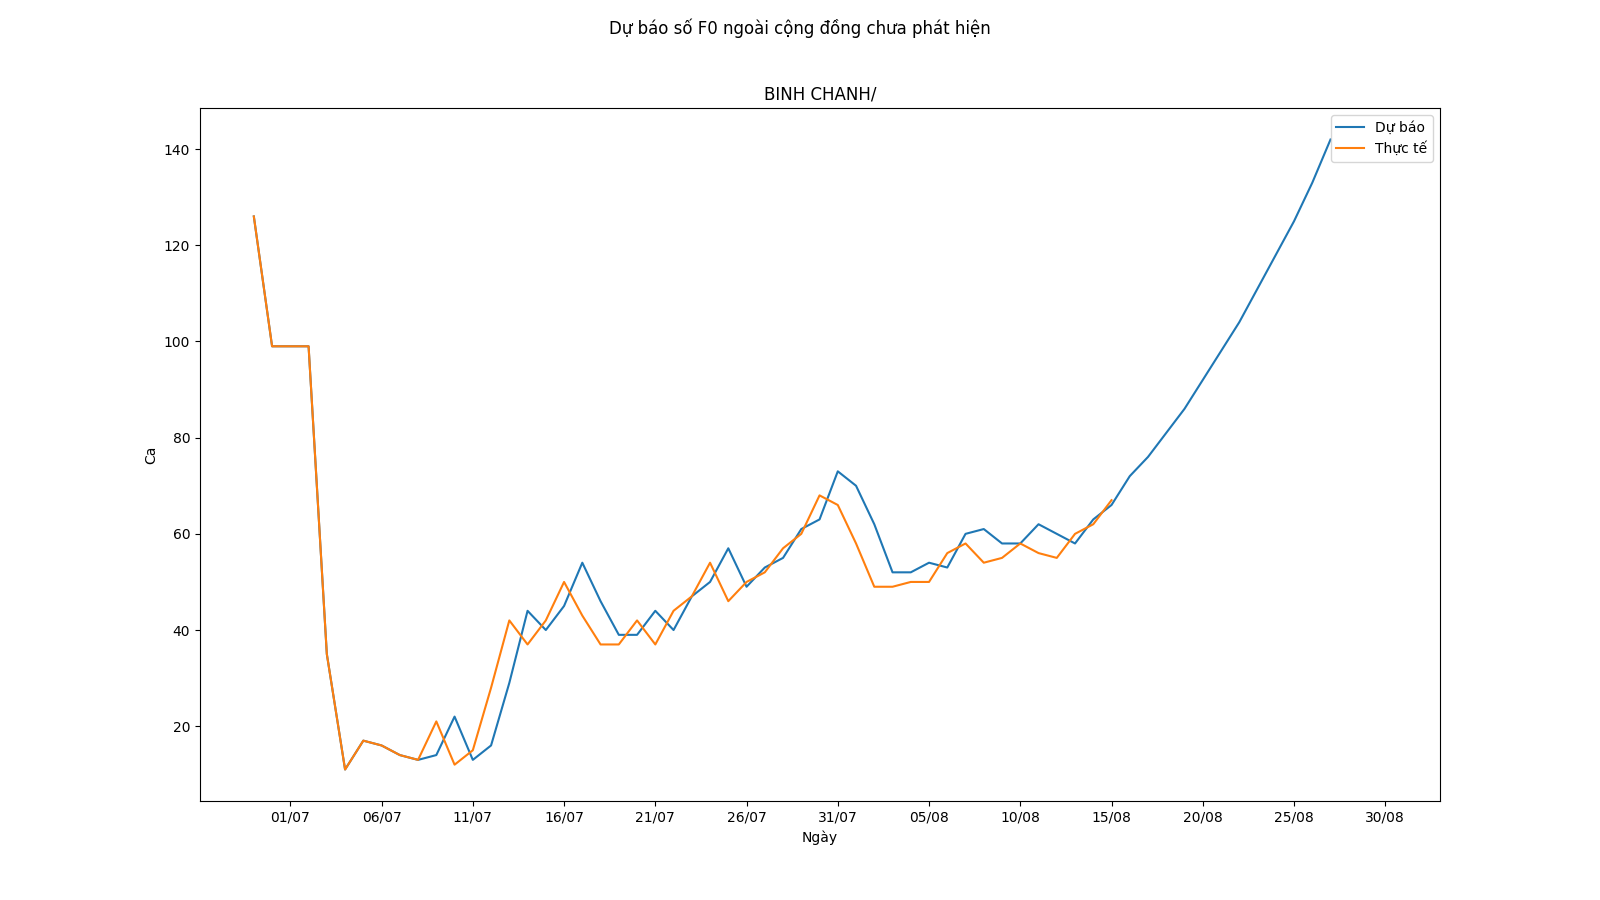 Dự báo số F0 ngoài cộng đồng chưa phát hiện
BINH CHANH/
Dự báo
Thực tế
140
120
100
80
60
40
20
Ca
01/07 06/07 11/07 16/07 21/07 26/07 31/07 05/08 10/08 15/08 20/08 25/08 30/08
Ngày